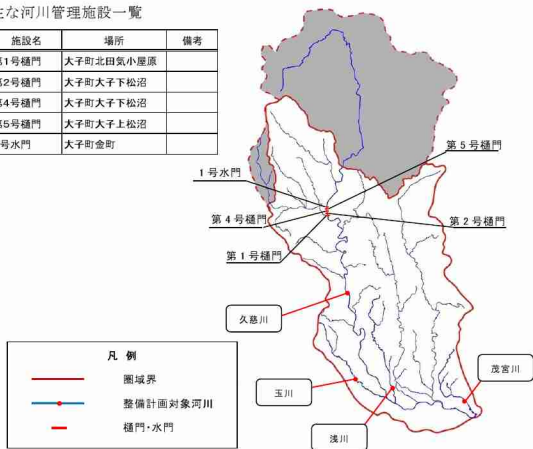 主な河川管理施設一覧
施設名 場所 備考
第1号樋門 大子町北田気小屋原
第2号樋門 大子町大子下松沼
第4号樋門 大子町大子下松沼
第5号樋門 大子町大子上松沼
号水門 大子町金町
第5号樋門
1号水門
第4号樋門
第2号樋門
第1号樋門
久慈川
凡例
圏域界
整備計画対象河川
樋門・水門
茂宮川
玉川
浅川